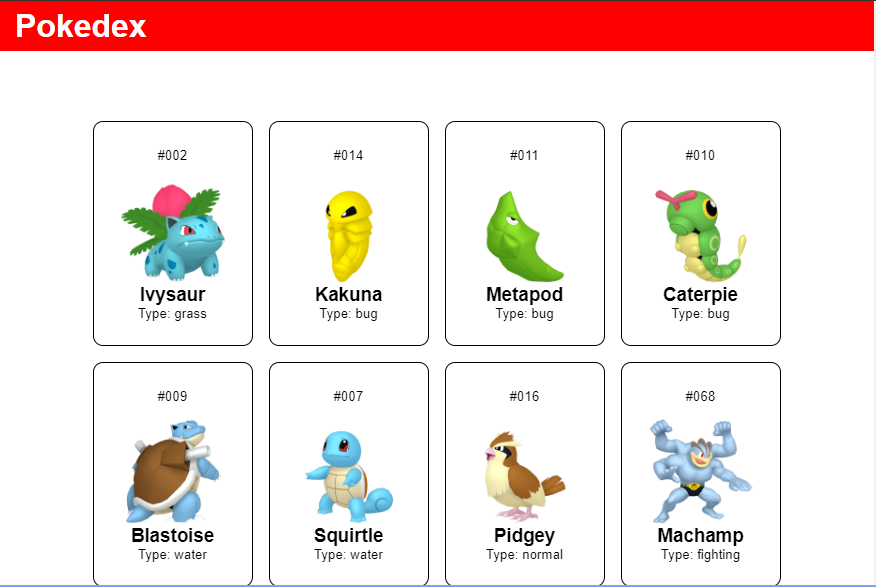 Pokedex
#002
Ivysaur
Type: grass
#014
Kakuna
Type: bug
#011
Metapod
Type: bug
#010
Caterpie
Type: bug
#009
Blastoise
Type: water
#007
Squirtle
Type: water
#016
Pidgey
Type: normal
#068
Machamp
Type: fighting